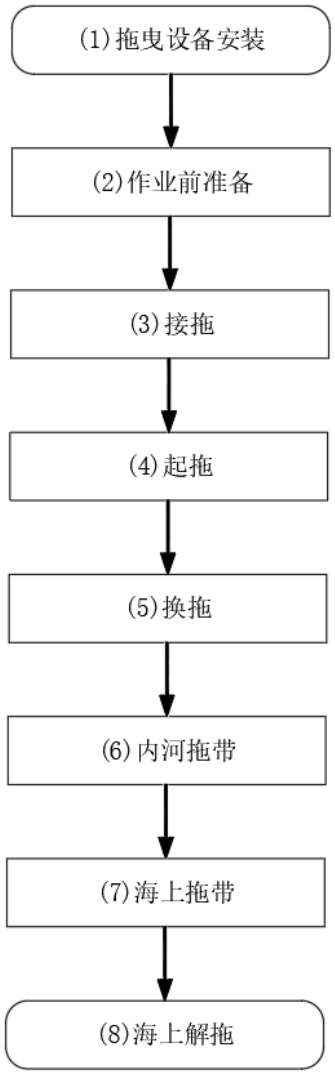 (1)拖曳设备安装
(2)作业前准备
(3)接拖
(4)起拖
(5)换拖
(6)内河拖带
(7)海上拖带
(8)海上解拖